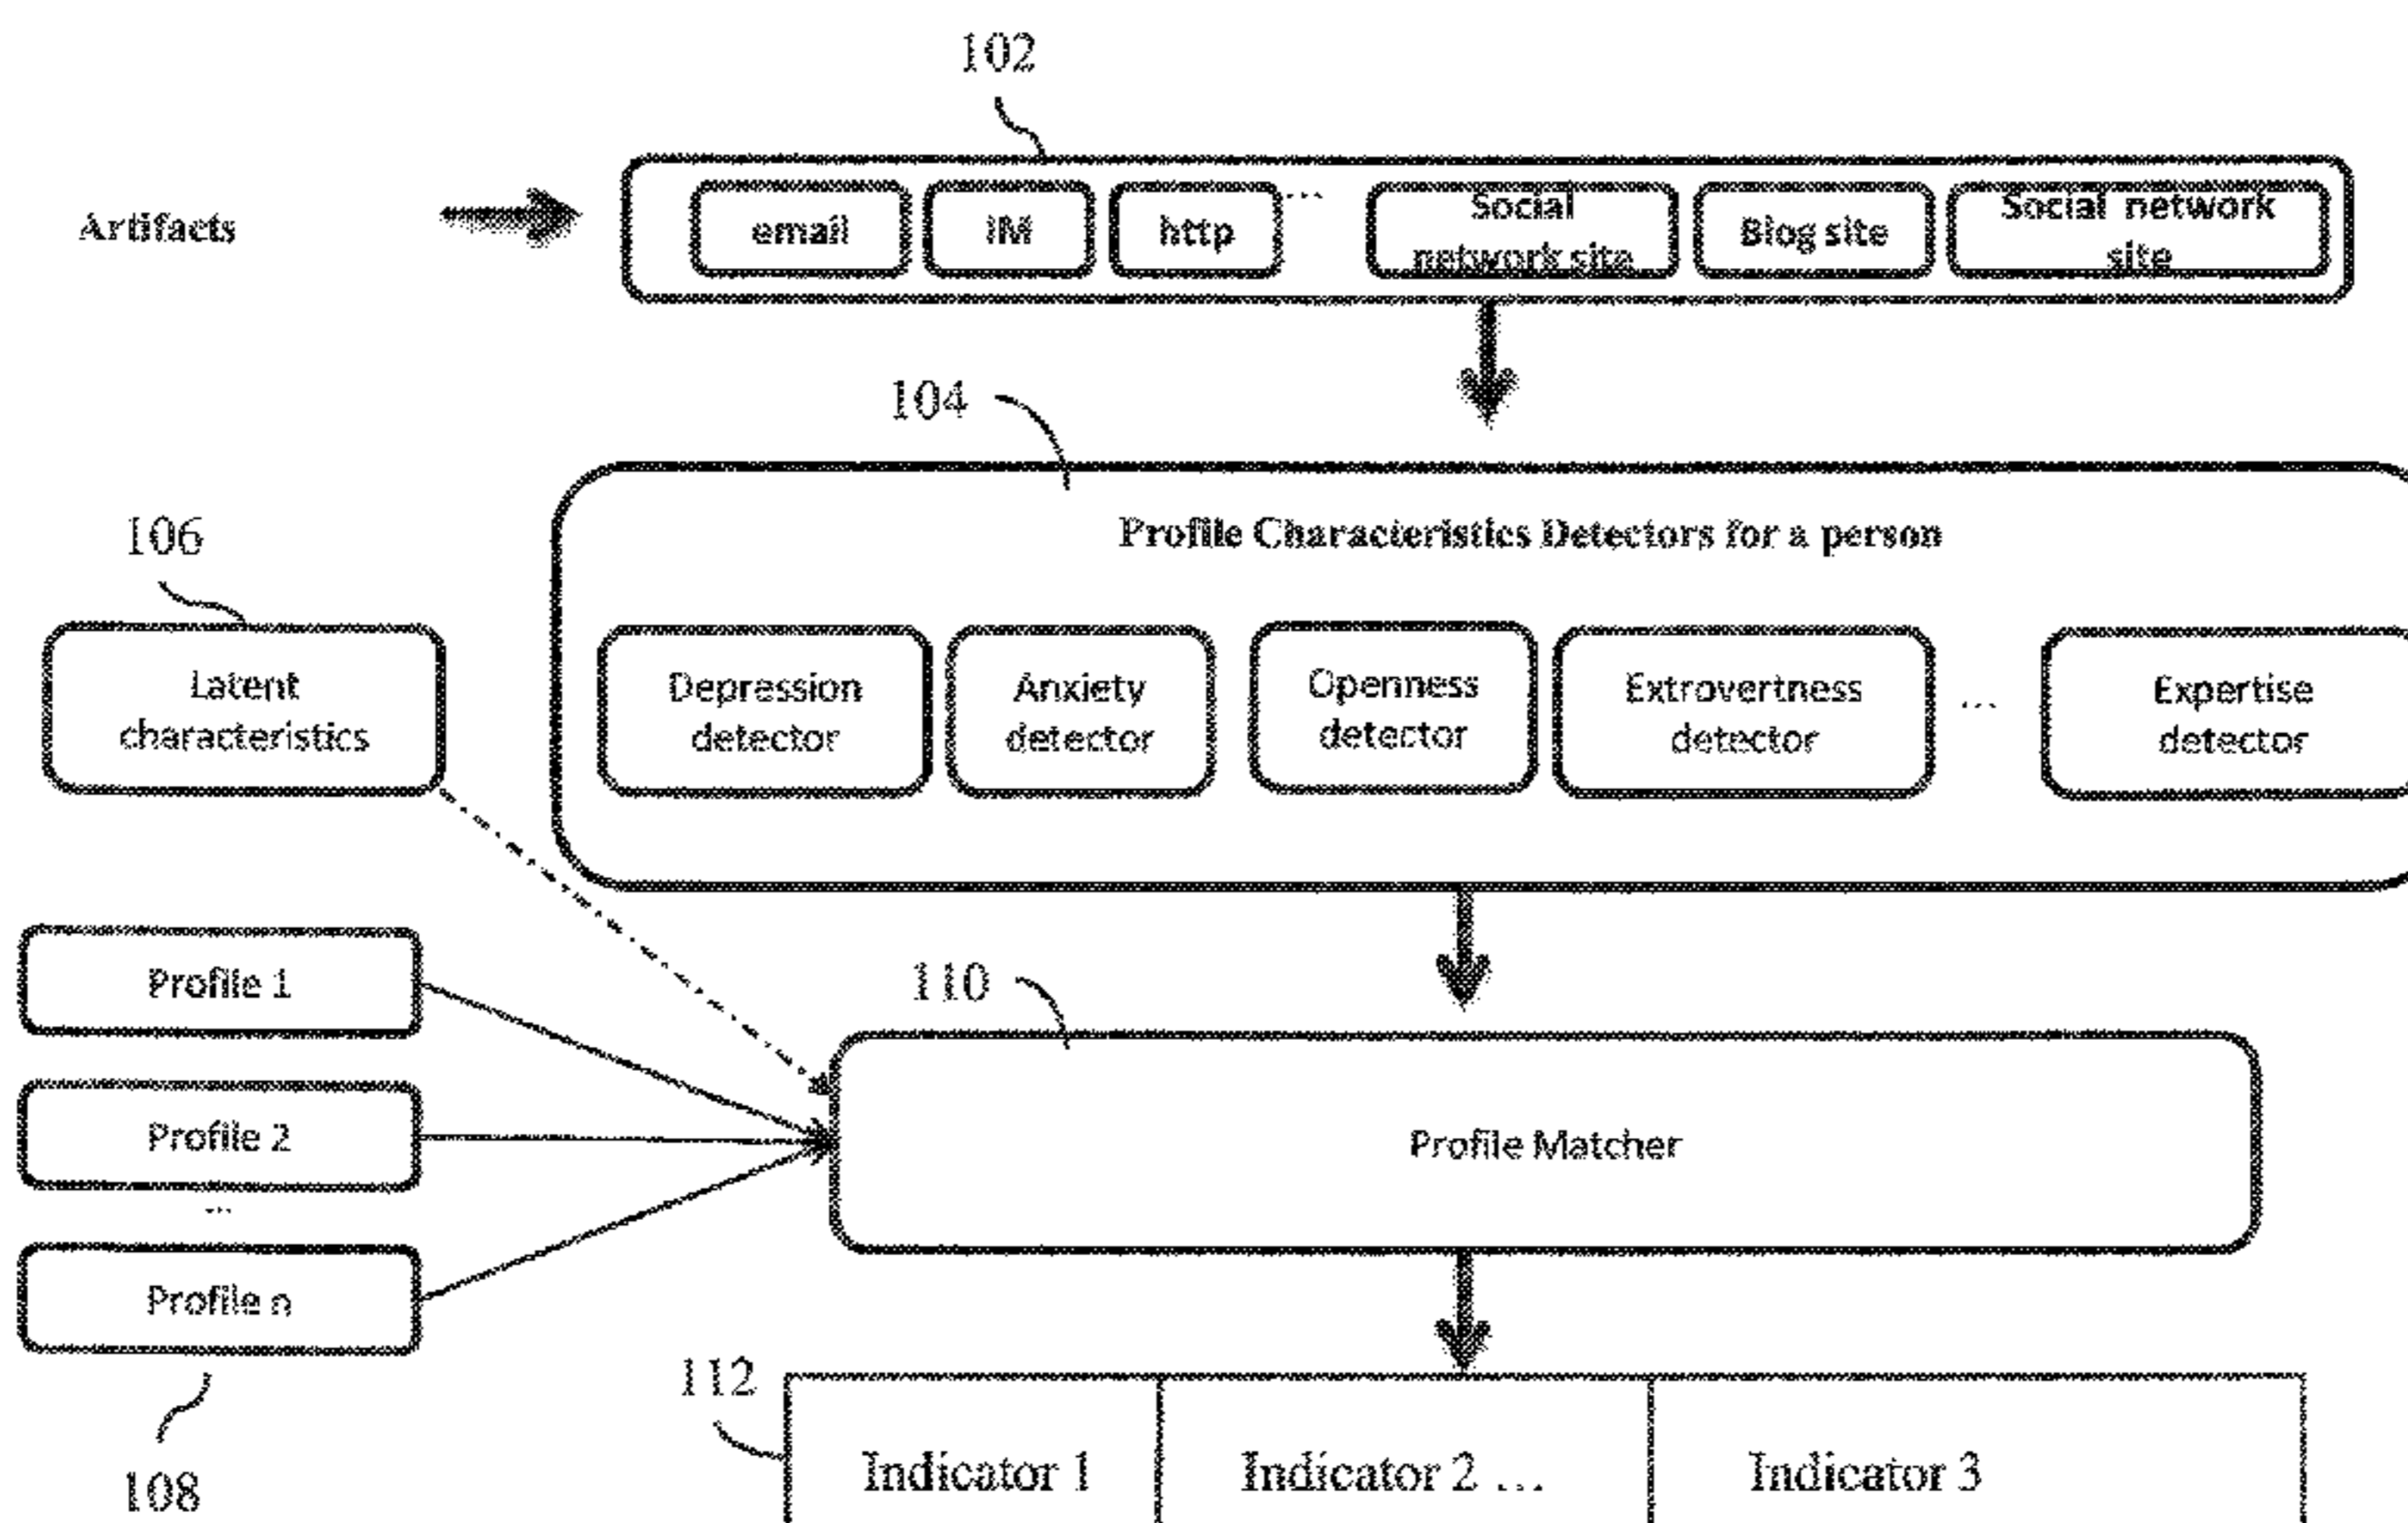 102
Artifacts
email
IM
http
...
Social
network site
Blog site
Social network
site
104
Profile Characteristics Detectors for a person
106
Latent
characteristics
Depression
detector
Anxiety
detector
Openness
detector
Extrovertness
detector
...
Expertise
detector
Profile 1
110
Profile 2
Profile Matcher
...
Profile n
108
112
Indicator 1
Indicator 2 ...
Indicator 3